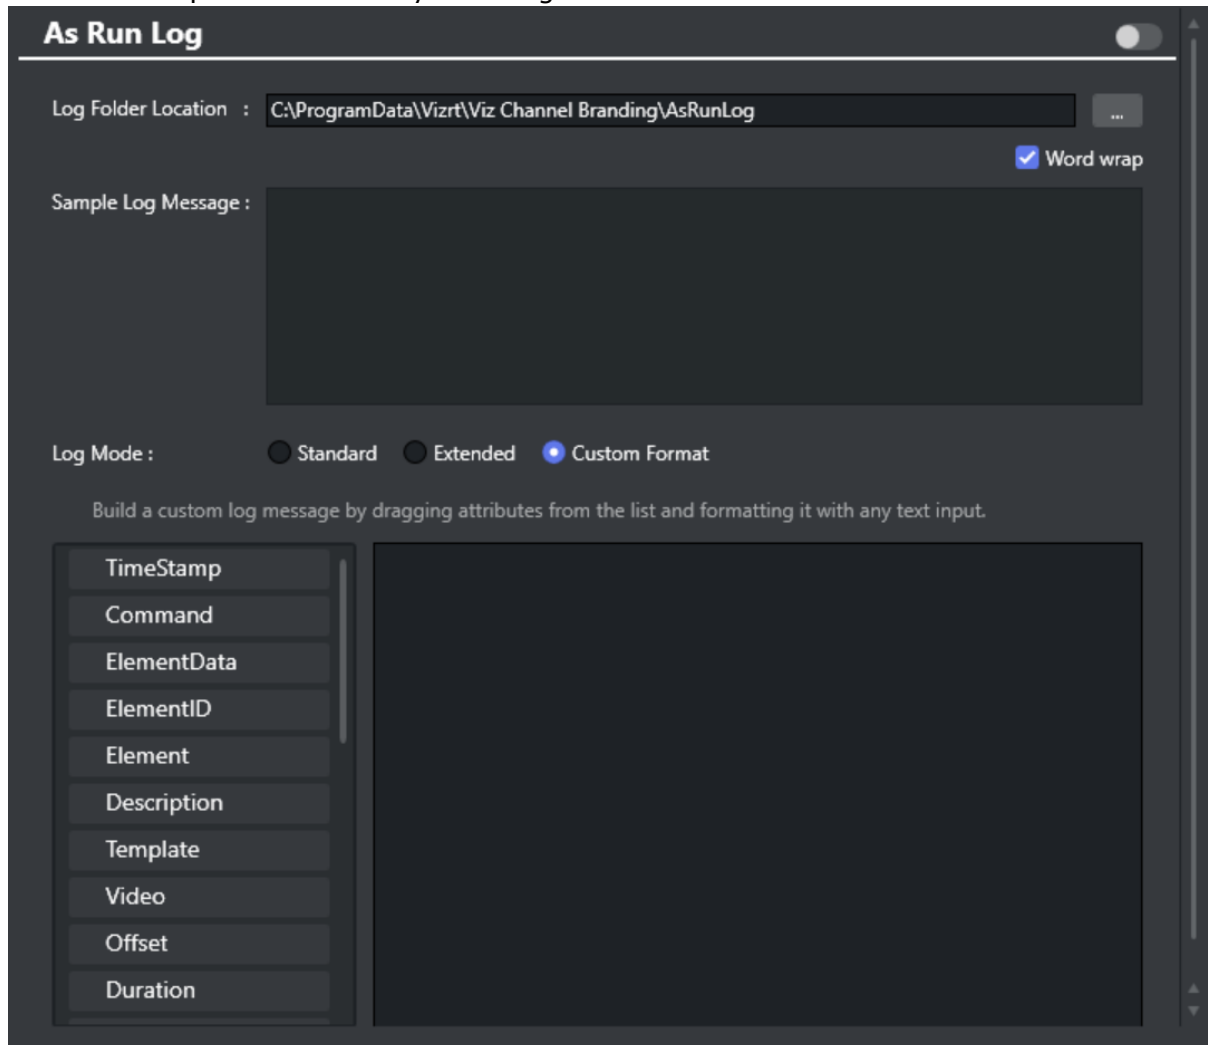 As Run Log
Log Folder Location : C:\ProgramData\Vizrt\Viz Channel Branding\AsRunLog ...
Word wrap
Sample Log Message :
Log Mode : Standard Extended Custom Format
Build a custom log message by dragging attributes from the list and formatting it with any text input.
TimeStamp
Command
ElementData
ElementID
Element
Description
Template
Video
Offset
Duration